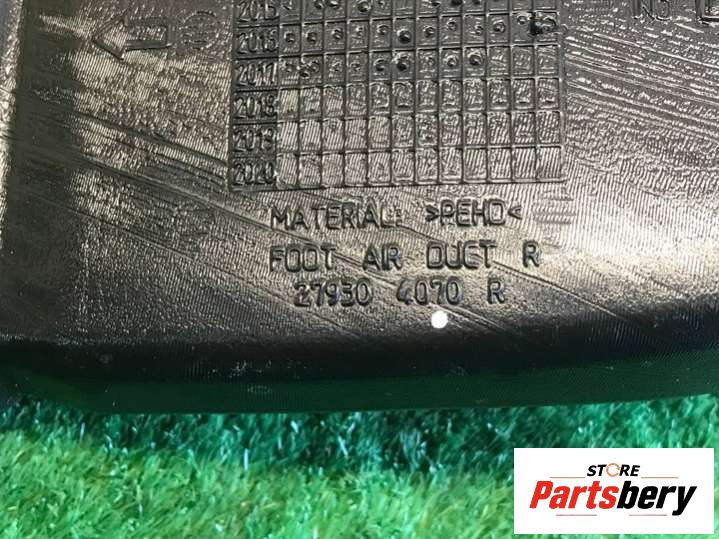 2015
2016
2017
2018
2019
2020
MATERIAL: >PEHD<
FOOT AIR DUCT R
27930 4070 R
STORE
Partsbery